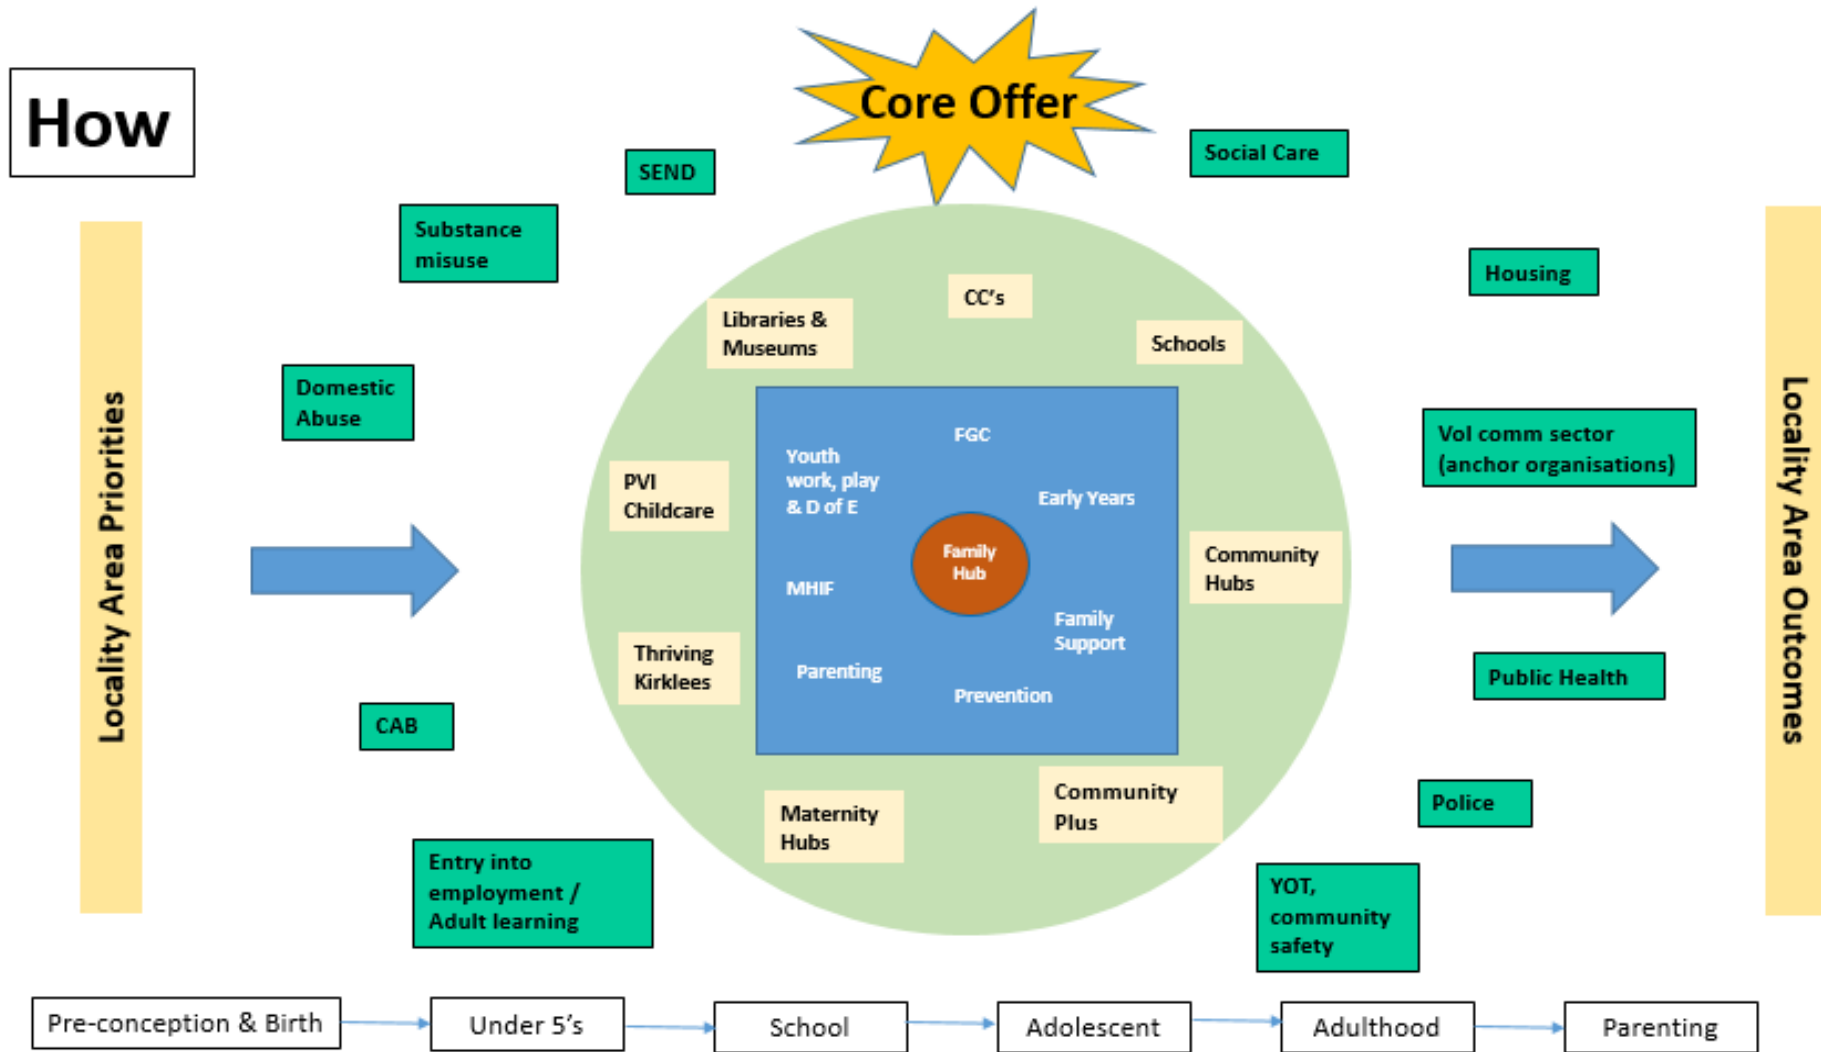 How
Core Offer
SEND
Social Care
Substance
misuse
Housing
CC's
Libraries &
Museums
Schools
Domestic
Abuse
Locality Area Priorities
Locality Area Outcomes
FGC
Youth
work, play
& D of E
Early Years
Vol comm sector
(anchor organisations)
PVI
Childcare
Family
Hub
Community
Hubs
MHIF
Family
Support
Thriving
Kirklees
Parenting
Prevention
Public Health
CAB
Community
Plus
Maternity
Hubs
Police
Entry into
employment /
Adult learning
YOT,
community
safety
Pre-conception & Birth
Under 5's
School
Adolescent
Adulthood
Parenting